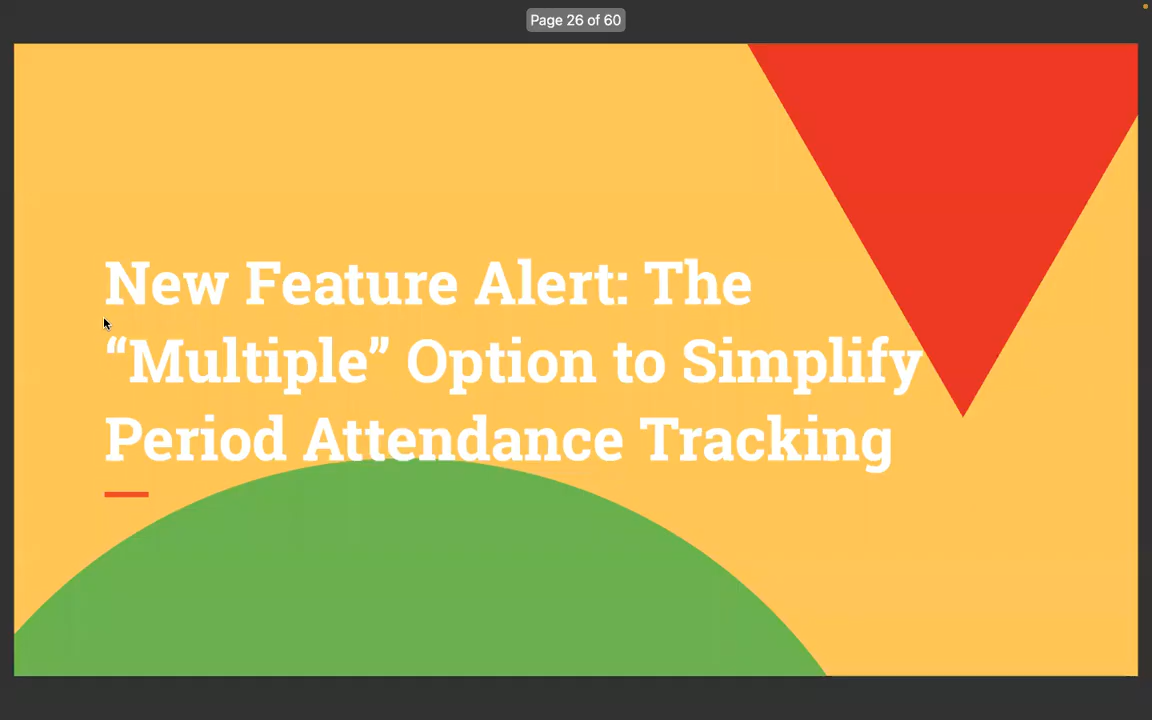 Page 26 of 60
New Feature Alert: The
“Multiple” Option to Simplify
Period Attendance Tracking